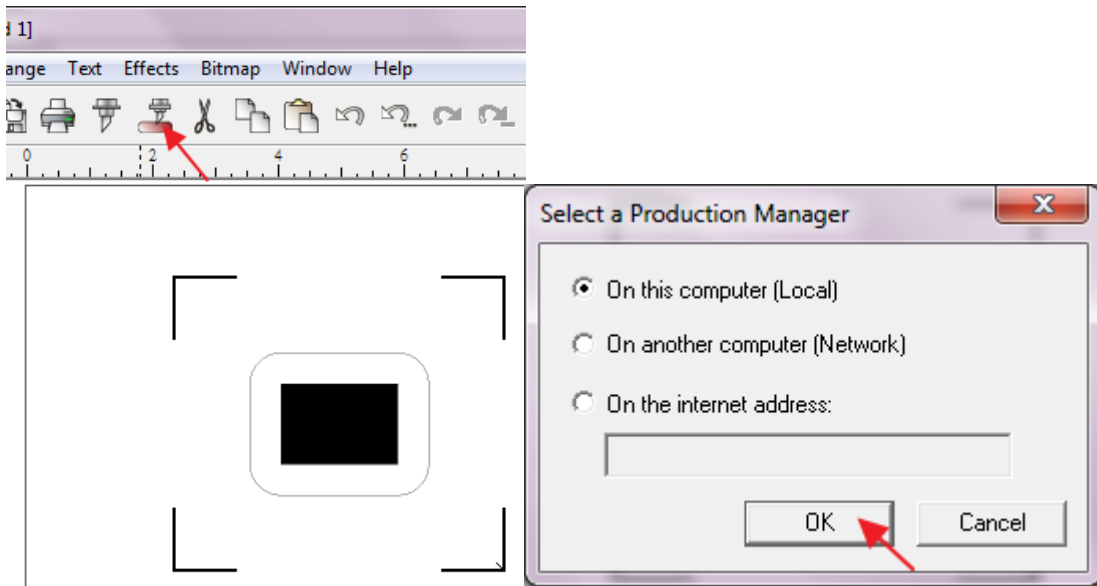 d 1]
ange Text Effects Bitmap Window Help
0 2 4 6
Select a Production Manager
On this computer (Local)
On another computer (Network)
On the internet address:
OK Cancel